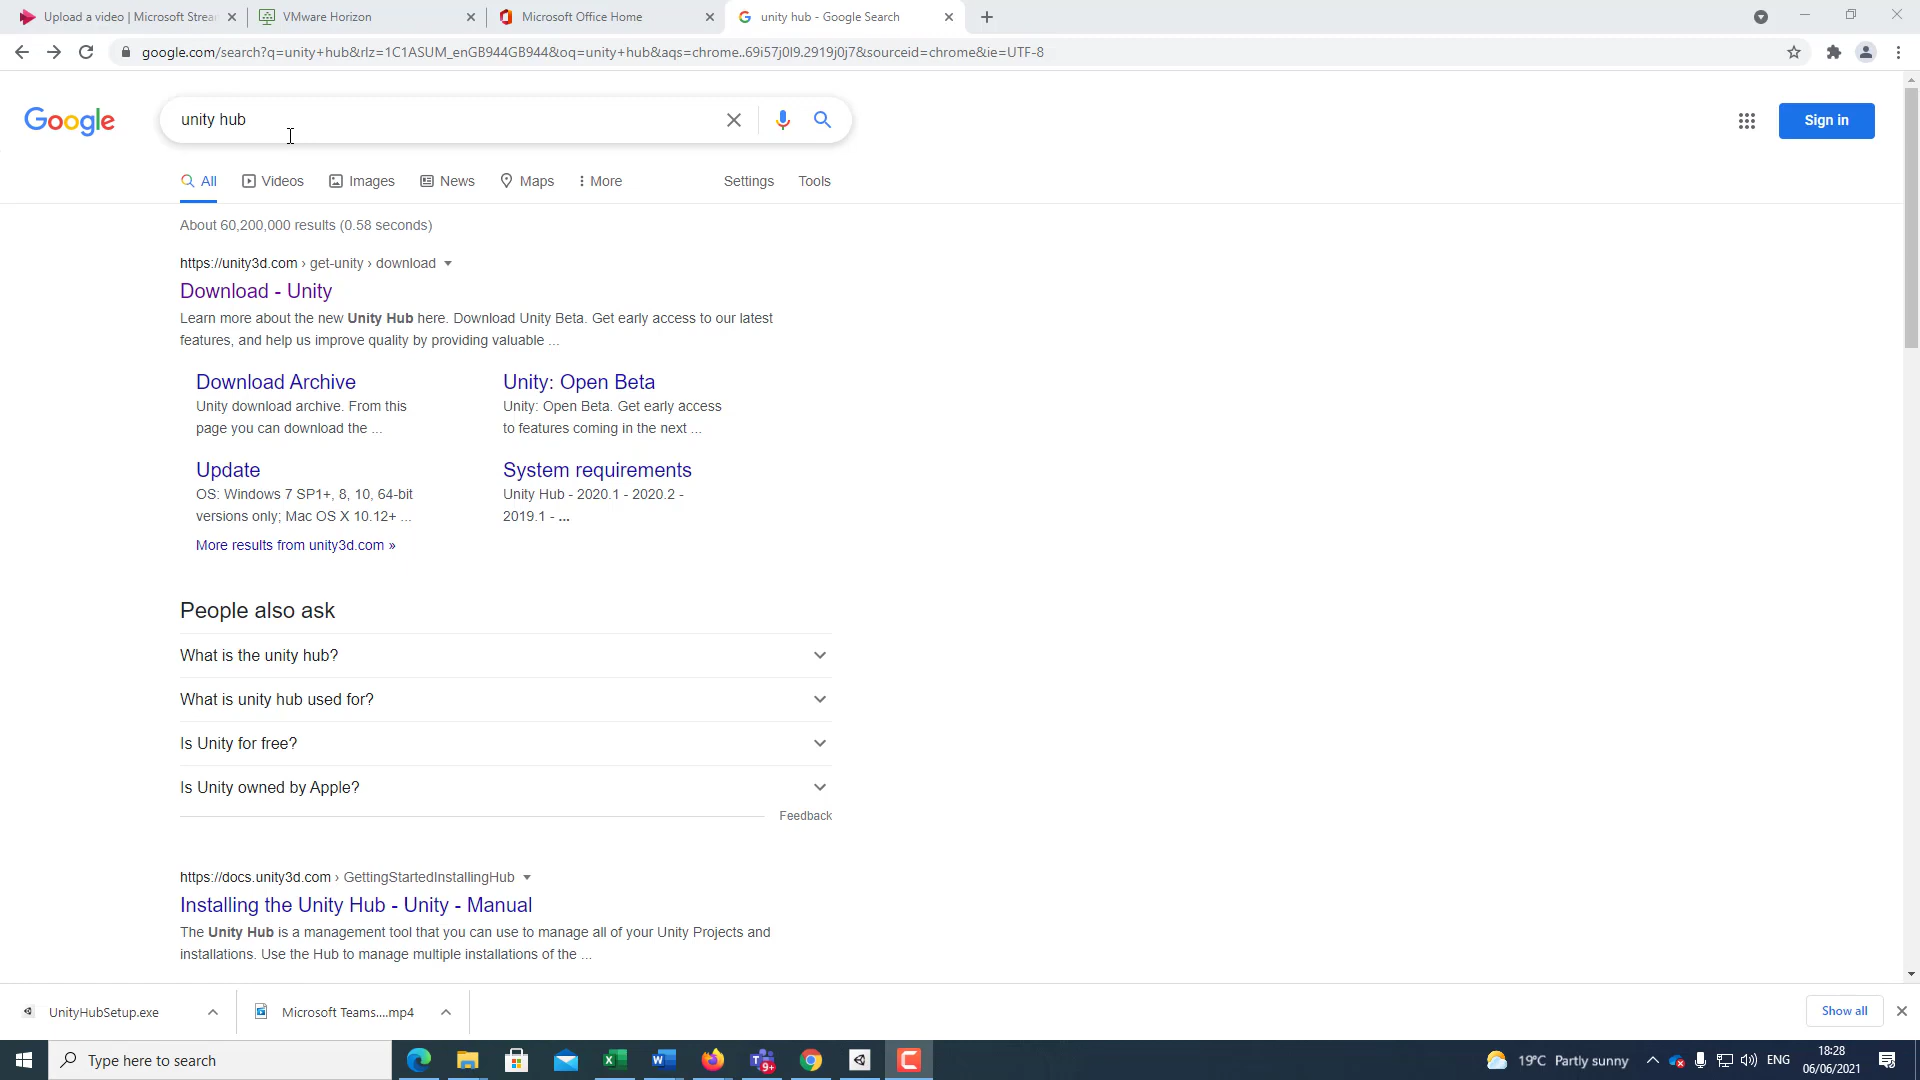 Upload a video | Microsoft Strea
VMware Horizon
Microsoft Office Home
unity hub - Google Search
google.com/search?q=unity+hub&rlz=1C1ASUM_enGB944GB944&oq=unity+hub&aqs=chrome..69i57j0l9.2919j0j7&sourceid=chrome&ie=UTF-8
Google
unity hub
Sign in
All
Videos
Images
News
Maps
More
Settings
Tools
About 60,200,000 results (0.58 seconds)
https://unity3d.com › get-unity › download
Download - Unity
Learn more about the new Unity Hub here. Download Unity Beta. Get early access to our latest
features, and help us improve quality by providing valuable ...
Download Archive
Unity download archive. From this
page you can download the ...
Unity: Open Beta
Unity: Open Beta. Get early access
to features coming in the next ...
Update
OS: Windows 7 SP1+, 8, 10, 64-bit
versions only; Mac OS X 10.12+ ...
System requirements
Unity Hub - 2020.1 - 2020.2 -
2019.1 - ...
More results from unity3d.com »
People also ask
What is the unity hub?
What is unity hub used for?
Is Unity for free?
Is Unity owned by Apple?
Feedback
https://docs.unity3d.com › GettingStartedInstallingHub
Installing the Unity Hub - Unity - Manual
The Unity Hub is a management tool that you can use to manage all of your Unity Projects and
installations. Use the Hub to manage multiple installations of the ...
UnityHubSetup.exe
Microsoft Teams....mp4
Show all
Type here to search
9+
19°C Partly sunny
ENG
18:28
06/06/2021